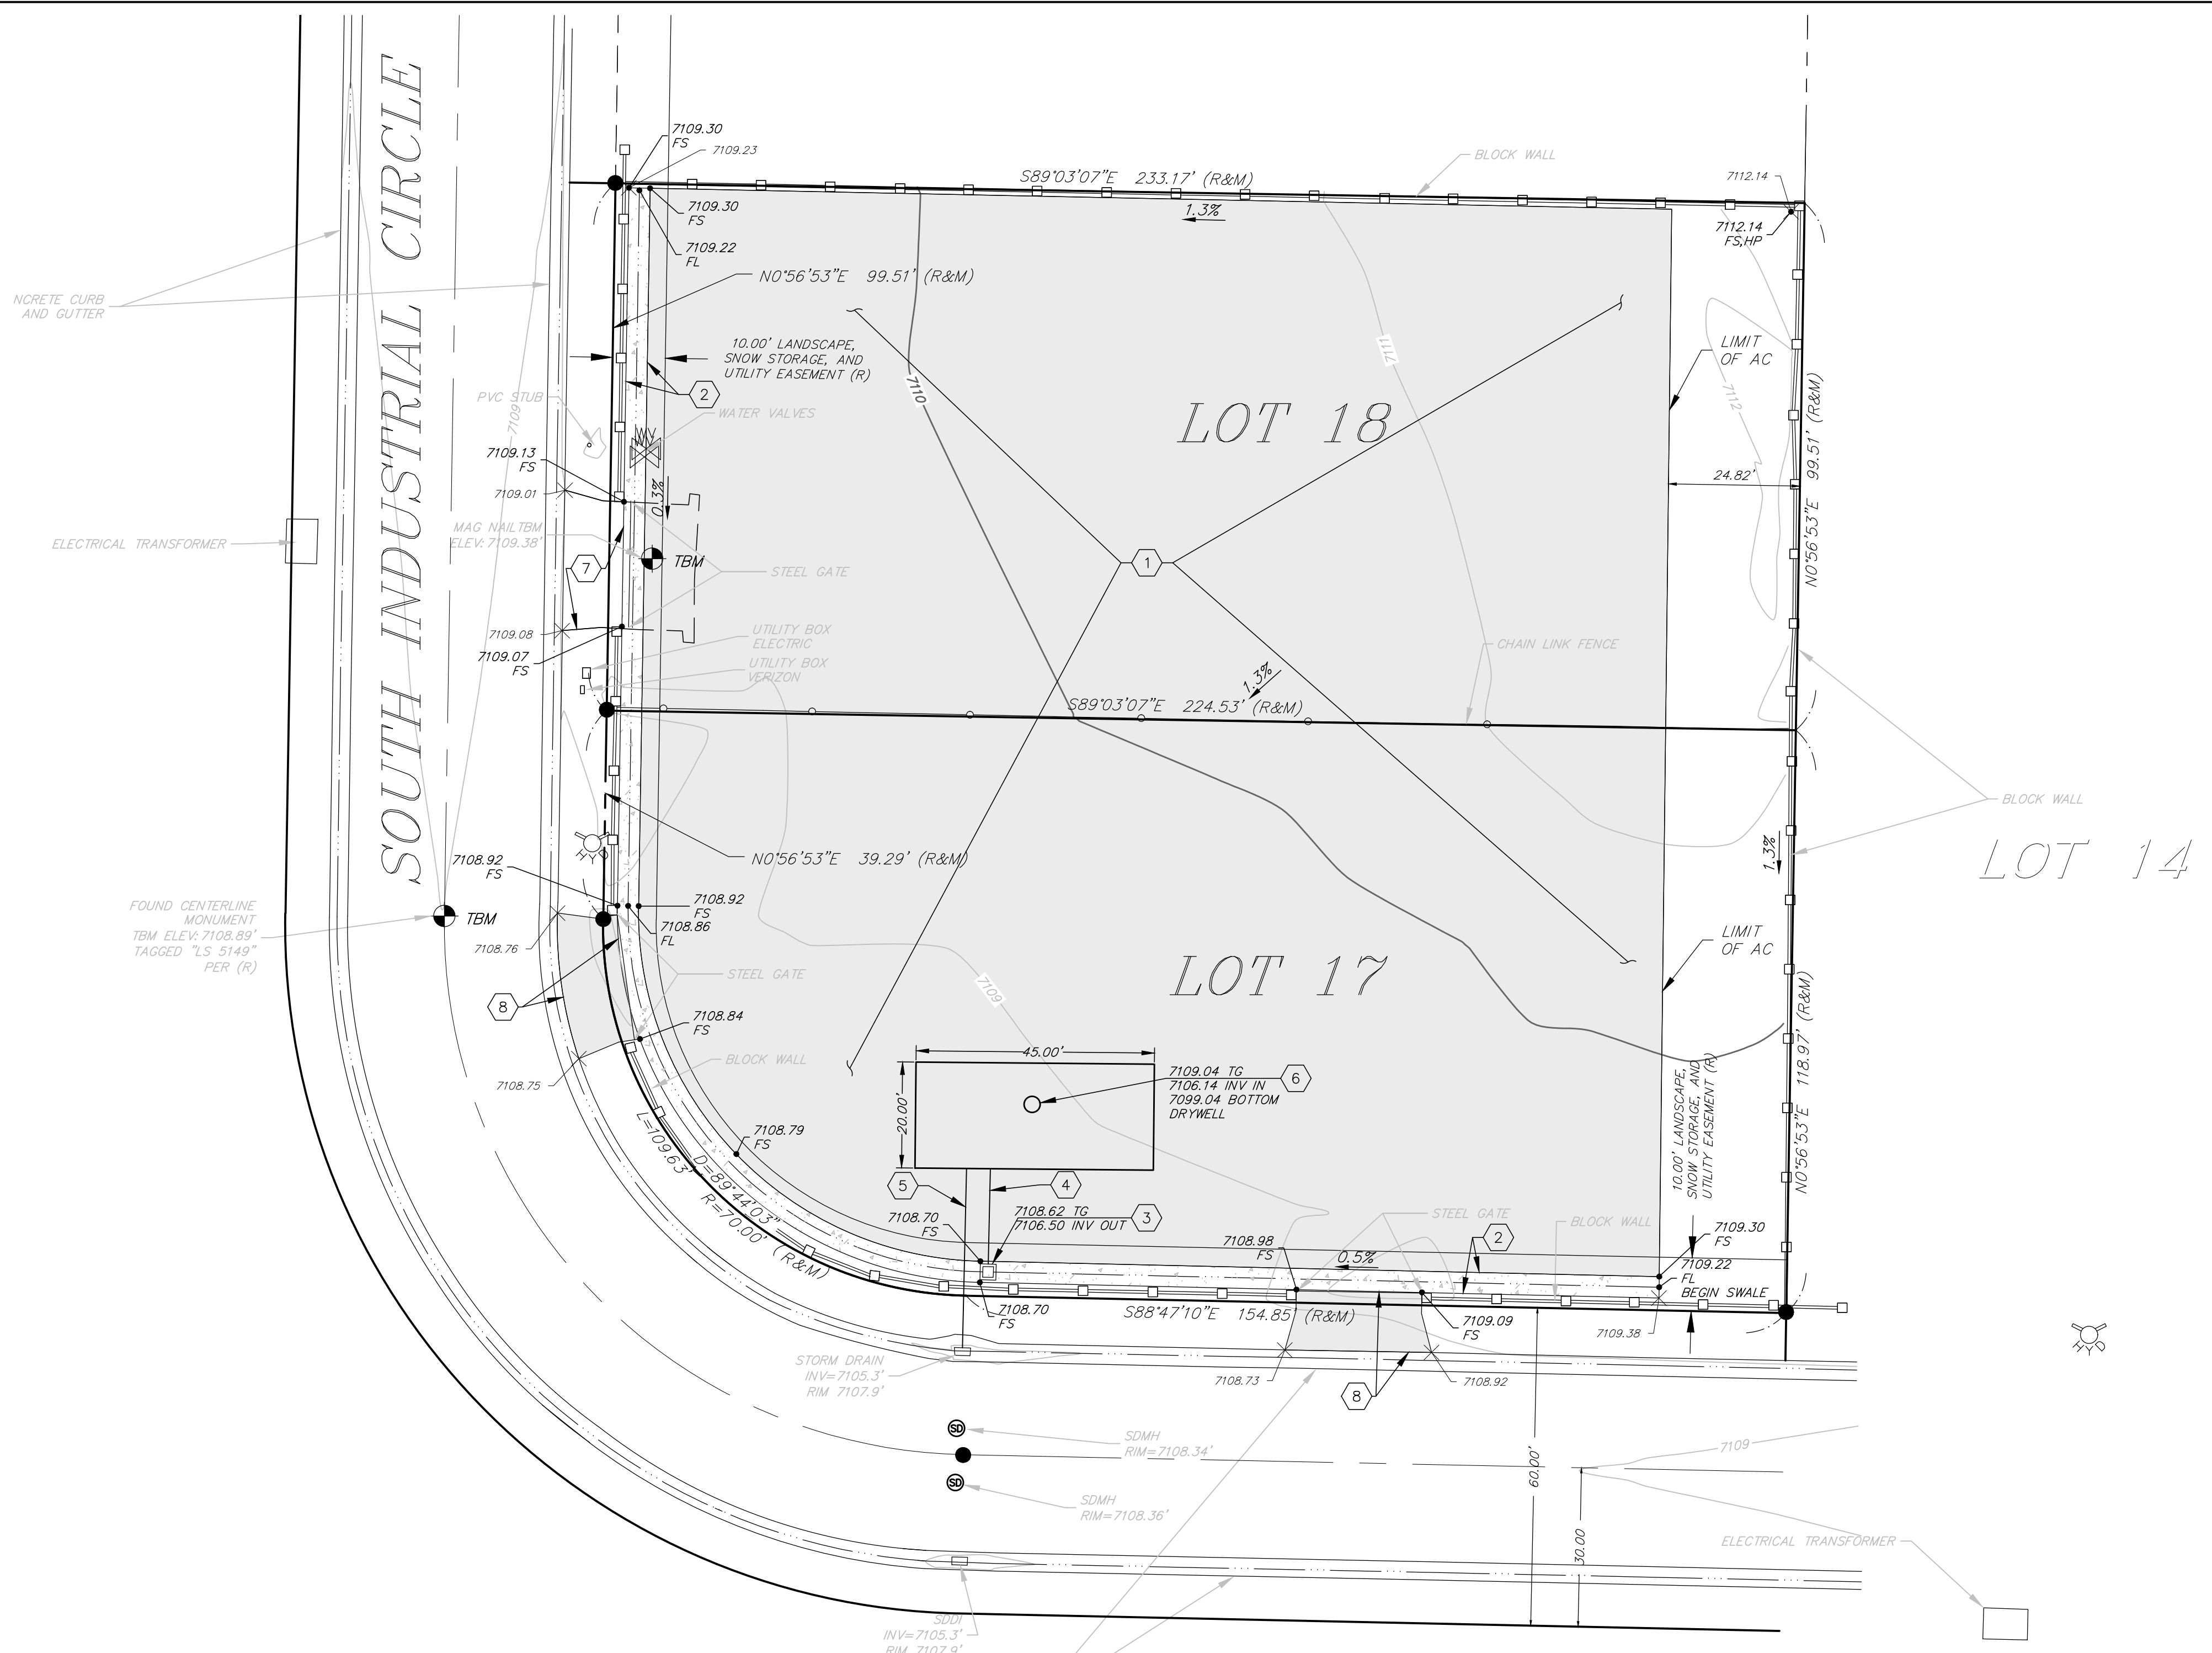 SOUTH INDUSTRIAL CIRCLE
7109.30
FS
7109.23
S89°03'07"E 233.17' (R&M)
BLOCK WALL
7112.14
7112.14
FS,HP
1.3%
7109.30
FS
7109.22
FL
N0°56'53"E 99.51' (R&M)
NCRETE CURB
AND GUTTER
10.00' LANDSCAPE,
SNOW STORAGE, AND
UTILITY EASEMENT (R)
LIMIT
OF AC
7111
7110
7112
2
PVC STUB
7109
WATER VALVES
WV
LOT 18
N0°56'53"E 99.51' (R&M)
7109.13
FS
7109.01
0.3%
24.82'
MAG NAILTBM
ELEV: 7109.38'
TBM
ELECTRICAL TRANSFORMER
7
1
STEEL GATE
7109.08
7109.07
FS
UTILITY BOX
ELECTRIC
UTILITY BOX
VERIZON
CHAIN LINK FENCE
1.3%
S89°03'07"E 224.53' (R&M)
BLOCK WALL
HYD
1.3%
LOT 14
N0°56'53"E 39.29' (R&M)
7108.92
FS
7108.92
FS
7108.86
FL
FOUND CENTERLINE
MONUMENT
TBM ELEV: 7108.89'
TAGGED "LS 5149"
PER (R)
TBM
7108.76
LIMIT
OF AC
STEEL GATE
LOT 17
7109
8
7108.84
FS
N0°56'53"E 118.97' (R&M)
BLOCK WALL
7108.75
45.00'
20.00'
7109.04 TG
7106.14 INV IN
7099.04 BOTTOM
DRYWELL
6
10.00' LANDSCAPE,
SNOW STORAGE, AND
UTILITY EASEMENT (R)
7108.79
FS
L=109.63'
D=89°44'03"
R=70.00' (R&M)
5
4
7108.70
FS
7108.62 TG
7106.50 INV OUT
3
7108.98
FS
STEEL GATE
2
BLOCK WALL
0.5%
7109.30
FS
7109.22
FL
BEGIN SWALE
7108.70
FS
S88°47'10"E 154.85' (R&M)
7109.09
FS
7109.38
HYD
STORM DRAIN
INV=7105.3'
RIM 7107.9'
7108.73
8
7108.92
SD
SDMH
RIM=7108.34'
7109
SD
SDMH
RIM=7108.36'
60.00'
30.00
ELECTRICAL TRANSFORMER
SDDI
INV=7105.3'
RIM 7107.9'